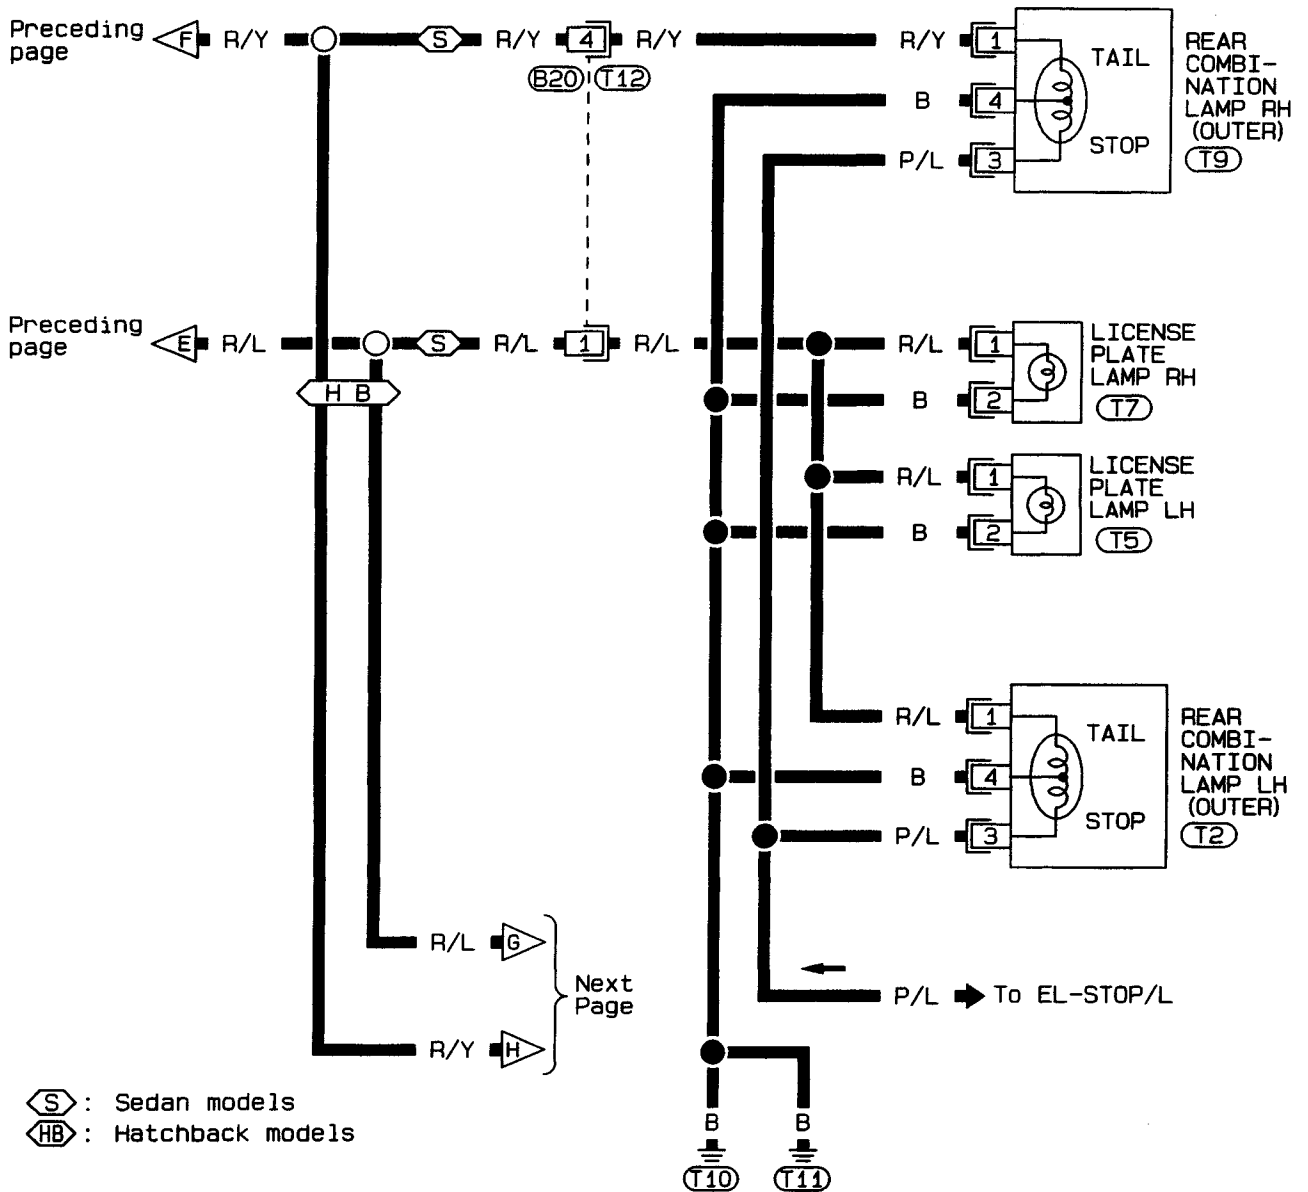 Preceding
page
F R/Y S R/Y 4 R/Y R/Y 1
B20 T12
TAIL
STOP
REAR
COMBI-
NATION
LAMP RH
(OUTER)
T9
B 4
P/L 3
Preceding
page
E R/L S R/L 1 R/L R/L 1
LICENSE
PLATE
LAMP RH
T7
B 2
H B
R/L 1
LICENSE
PLATE
LAMP LH
T5
B 2
R/L 1
TAIL
STOP
REAR
COMBI-
NATION
LAMP LH
(OUTER)
T2
B 4
P/L 3
R/L G
R/Y H
Next
Page
P/L To EL-STOP/L
B B
T10 T11
S : Sedan models
HB : Hatchback models